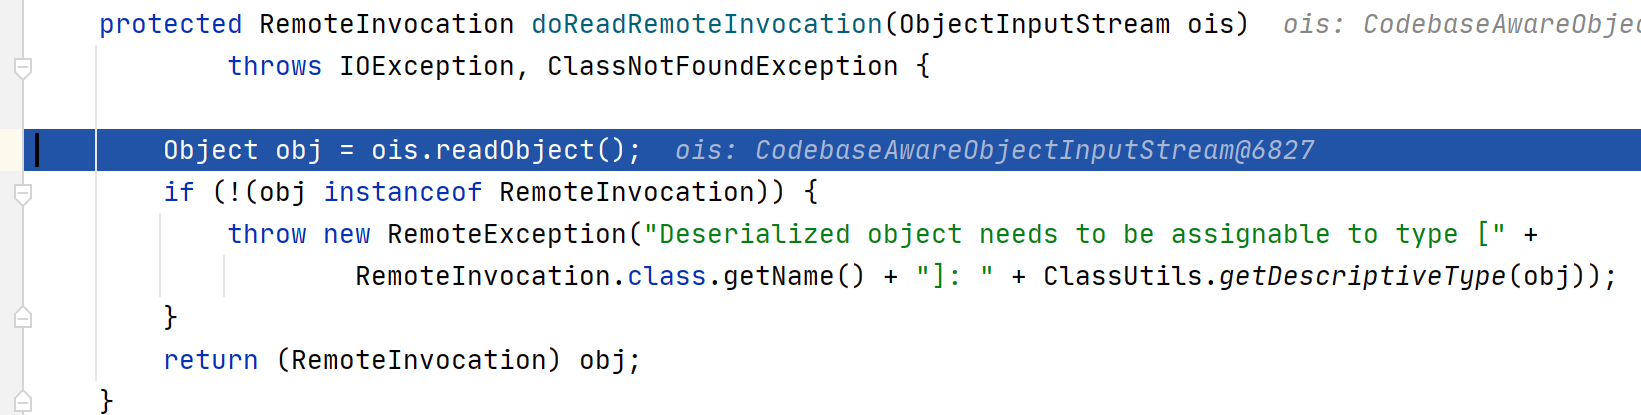 protected RemoteInvocation doReadRemoteInvocation(ObjectInputStream ois)  ois: CodebaseAwareObjec
throws IOException, ClassNotFoundException {
Object obj = ois.readObject();  ois: CodebaseAwareObjectInputStream@6827
if (!(obj instanceof RemoteInvocation)) {
throw new RemoteException("Deserialized object needs to be assignable to type [" +
RemoteInvocation.class.getName() + "]: " + ClassUtils.getDescriptiveType(obj));
}
return (RemoteInvocation) obj;
}